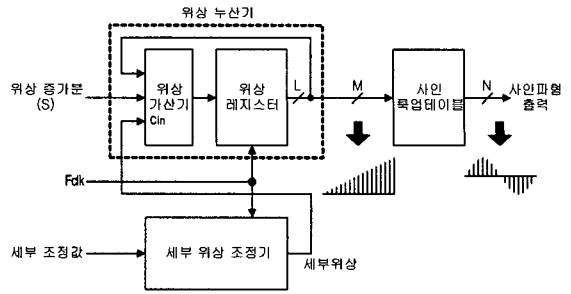 위상 누산기
위상 증가분
(S)
위상
가산기
Cin
위상
레지스터
L
M
사인
룩업테이블
N
사인파형
출력
Fclk
세부 조정값
세부 위상 조정기
세부위상